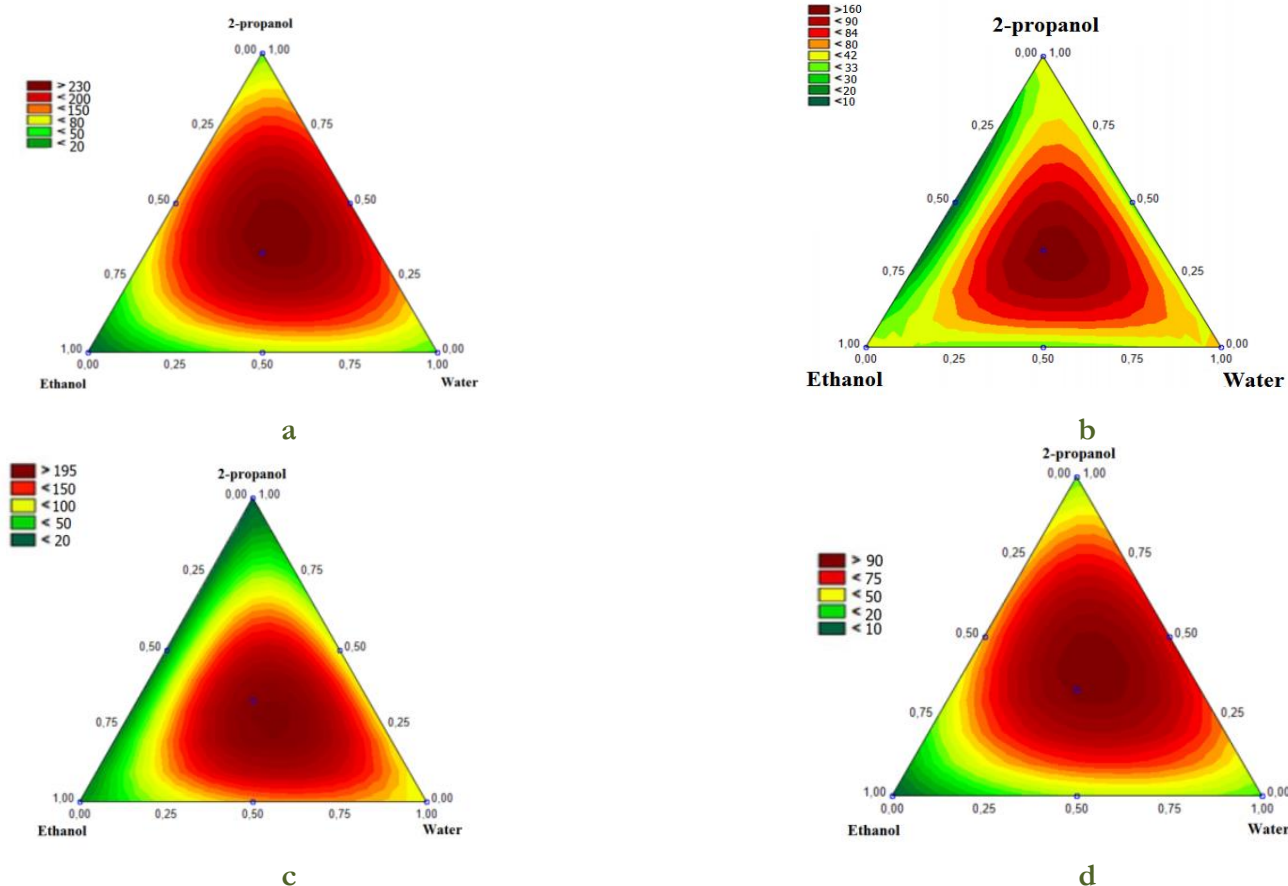 2-propanol
0,00 1,00
> 230
< 200
< 150
< 80
< 50
< 20
0,25 0,75
0,50 0,50
0,75 0,25
1,00 0,00
0,00 0,25 0,50 0,75 1,00
Ethanol Water
a
>160
<90
<84
<80
<42
<33
<30
<20
<10
2-propanol
0,00 1,00
0,25 0,75
0,50 0,50
0,75 0,25
1,00 0,00
0,00 0,25 0,50 0,75 1,00
Ethanol Water
b
> 195
<150
<100
< 50
< 20
2-propanol
0,00 1,00
0,25 0,75
0,50 0,50
0,75 0,25
1,00 0,00
0,00 0,25 0,50 0,75 1,00
Ethanol Water
c
2-propanol
0,00 1,00
> 90
< 75
< 50
< 20
< 10
0,25 0,75
0,50 0,50
0,75 0,25
1,00 0,00
0,00 0,25 0,50 0,75 1,00
Ethanol Water
d